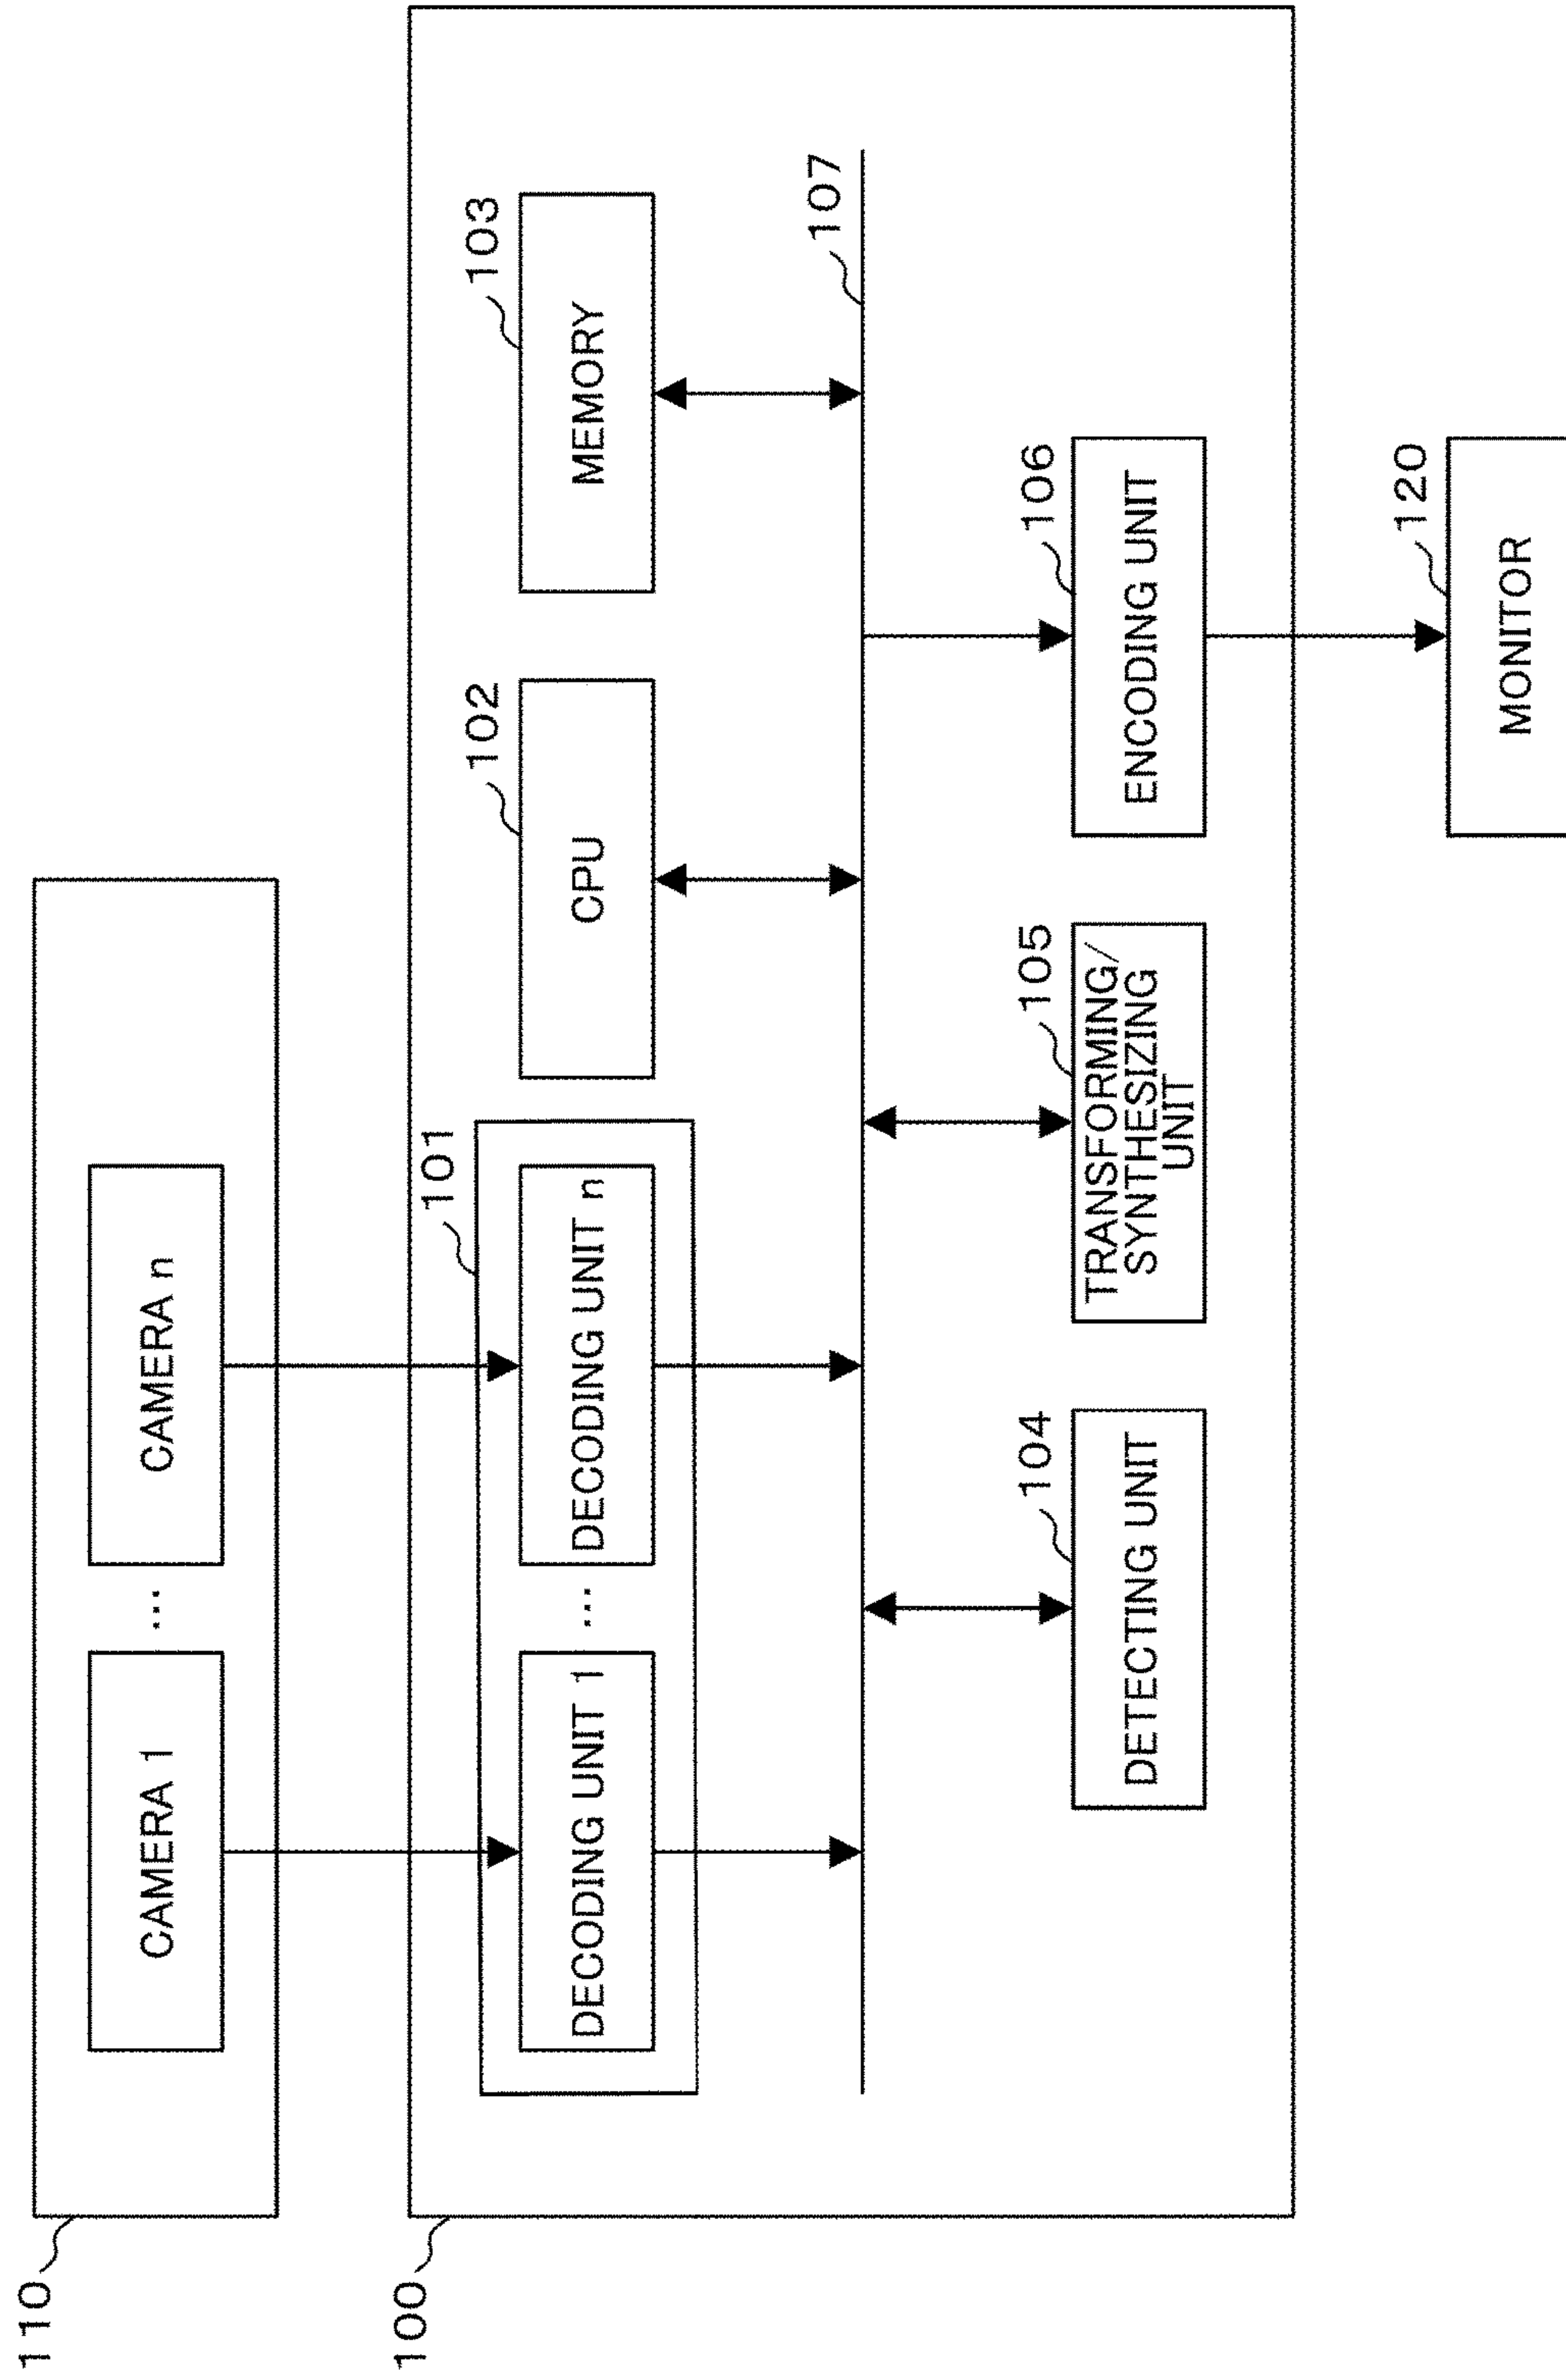 110
CAMERA 1
...
CAMERA n
100
101
DECODING UNIT 1
...
DECODING UNIT n
102
CPU
103
MEMORY
107
104
DETECTING UNIT
105
TRANSFORMING/
SYNTHESIZING
UNIT
106
ENCODING UNIT
120
MONITOR